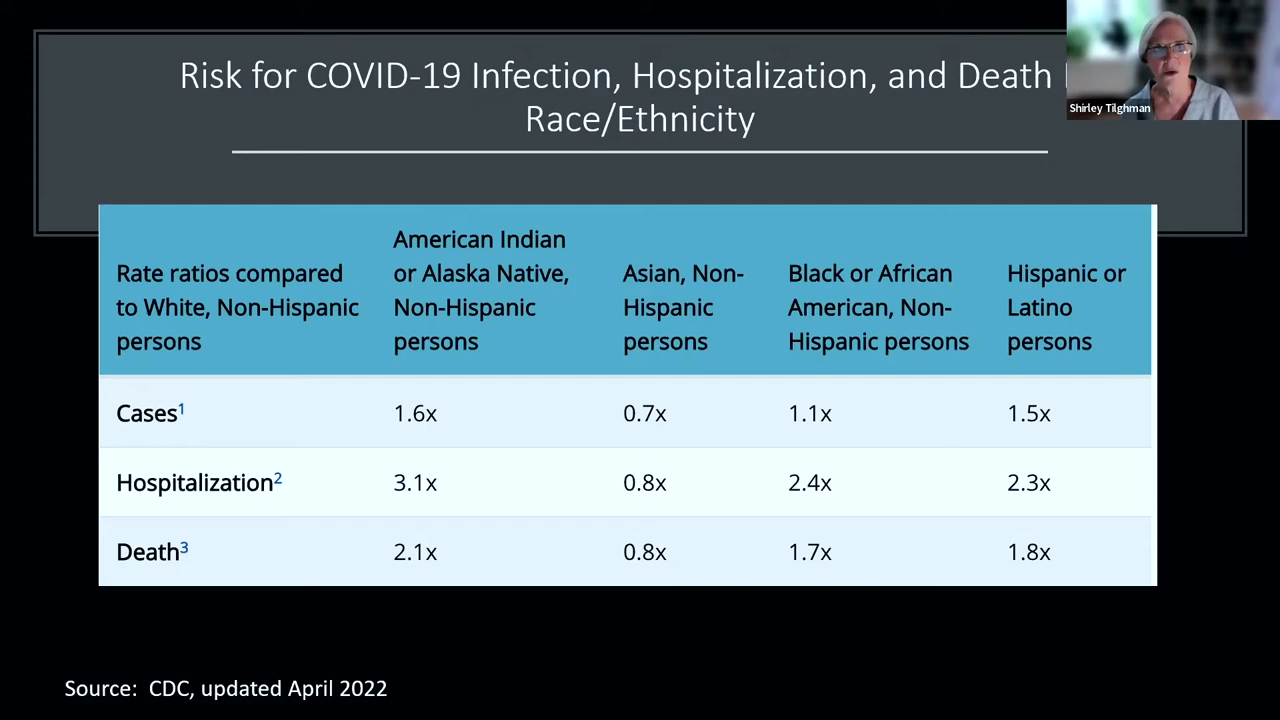 Risk for COVID-19 Infection, Hospitalization, and Death
Race/Ethnicity
Shirley Tilghman
Rate ratios compared
to White, Non-Hispanic
persons
American Indian
or Alaska Native,
Non-Hispanic
persons
Asian, Non-
Hispanic
persons
Black or African
American, Non-
Hispanic persons
Hispanic or
Latino
persons
Cases1 1.6x 0.7x 1.1x 1.5x
Hospitalization2 3.1x 0.8x 2.4x 2.3x
Death3 2.1x 0.8x 1.7x 1.8x
Source: CDC, updated April 2022